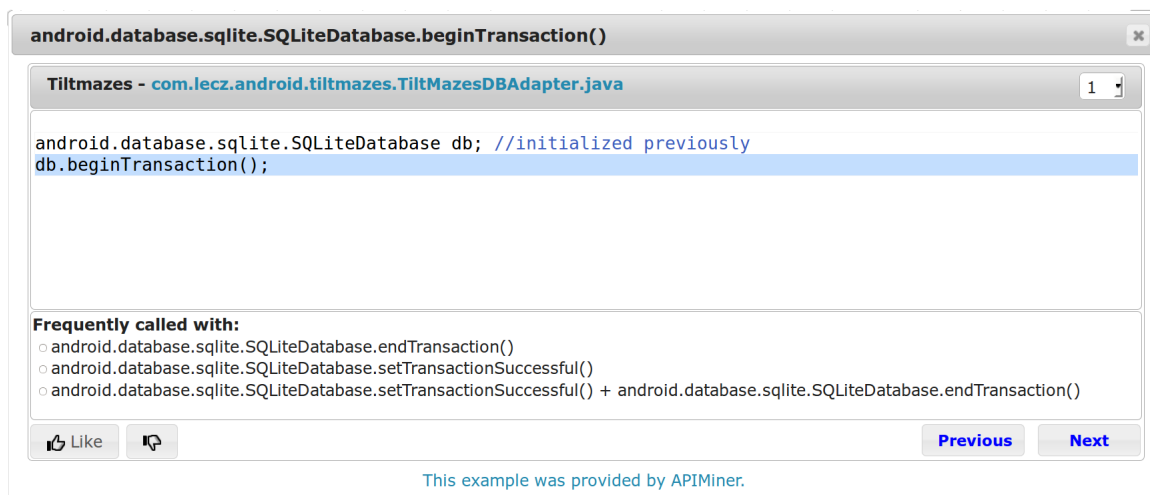 android.database.sqlite.SQLiteDatabase.beginTransaction()
Tiltmazes - com.lecz.android.tiltmazes.TiltMazesDBAdapter.java
1
android.database.sqlite.SQLiteDatabase db; //initialized previously
db.beginTransaction();
Frequently called with:
android.database.sqlite.SQLiteDatabase.endTransaction()
android.database.sqlite.SQLiteDatabase.setTransactionSuccessful()
android.database.sqlite.SQLiteDatabase.setTransactionSuccessful() + android.database.sqlite.SQLiteDatabase.endTransaction()
Like
Previous
Next
This example was provided by APIMiner.